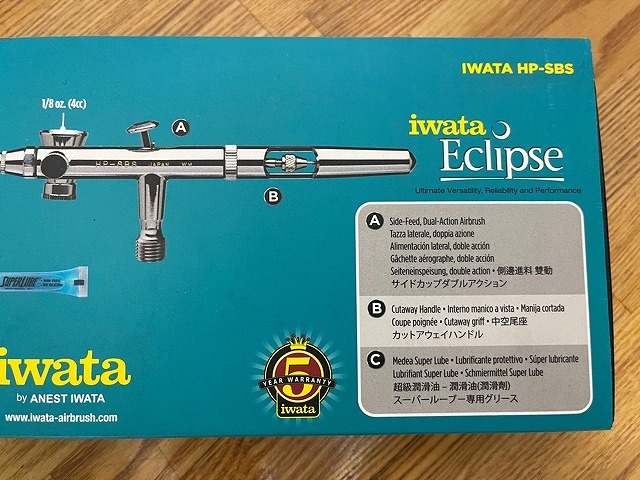 IWATA HP-SBS
1/8 oz. (4cc)
A
HP-SBS JAPAN
B
iwata
Eclipse
Ultimate Versatility, Reliability and Performance
A
Side-Feed, Dual-Action Airbrush
Tazza laterale, doppia azione
Alimentación lateral, doble acción
Gâchette aérographe, doble acción
Seiteneinspeisung, double action • 側邊進料 雙動
サイドカップダブルアクション
B
Cutaway Handle • Interno manico a vista • Manija cortada
Coupe poignée • Cutaway griff • 中空尾座
カットアウェイハンドル
C
Medea Super Lube • Lubrificante protettivo • Súper lubricante
Lubrifiant Super Lube • Schmiermittel Super Lube
超級潤滑油 – 潤滑油(潤滑劑)
スーパールーブー専用グリース
SUPERLUBE
iwata
by ANEST IWATA
www.iwata-airbrush.com
5
YEAR WARRANTY
iwata